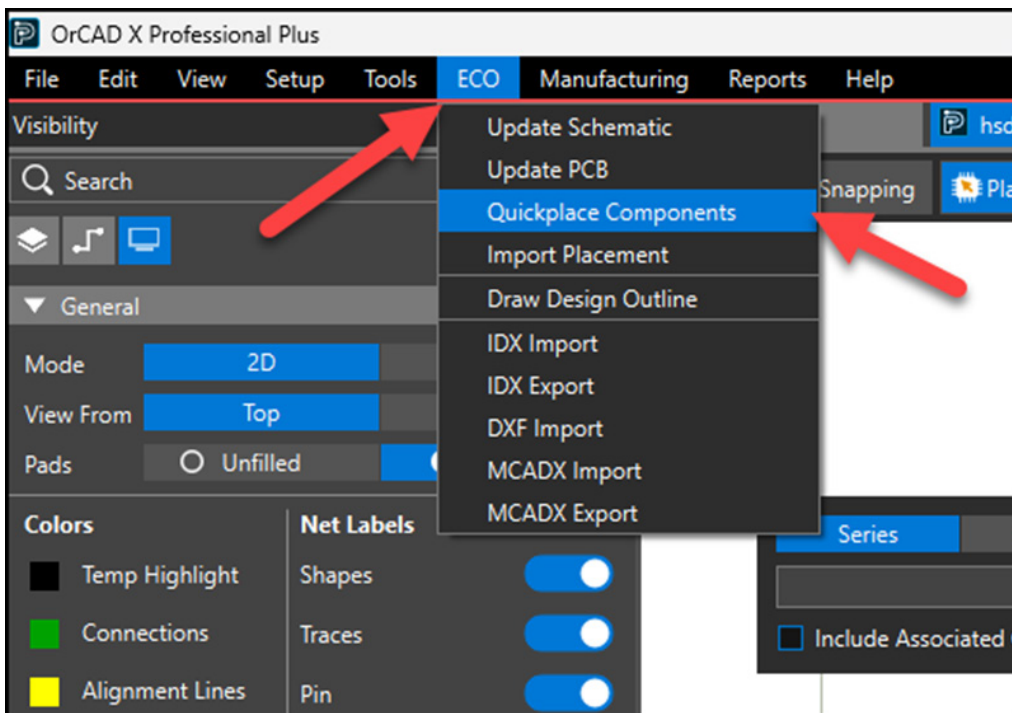 OrCAD X Professional Plus
File Edit View Setup Tools ECO Manufacturing Reports Help
Visibility
Search
General
Mode 2D
View From Top
Pads Unfilled
Colors Net Labels
Temp Highlight Shapes
Connections Traces
Alignment Lines Pin
Update Schematic
Update PCB
Quickplace Components
Import Placement
Draw Design Outline
IDX Import
IDX Export
DXF Import
MCADX Import
MCADX Export
hsd
Snapping Pla
Series
Include Associated